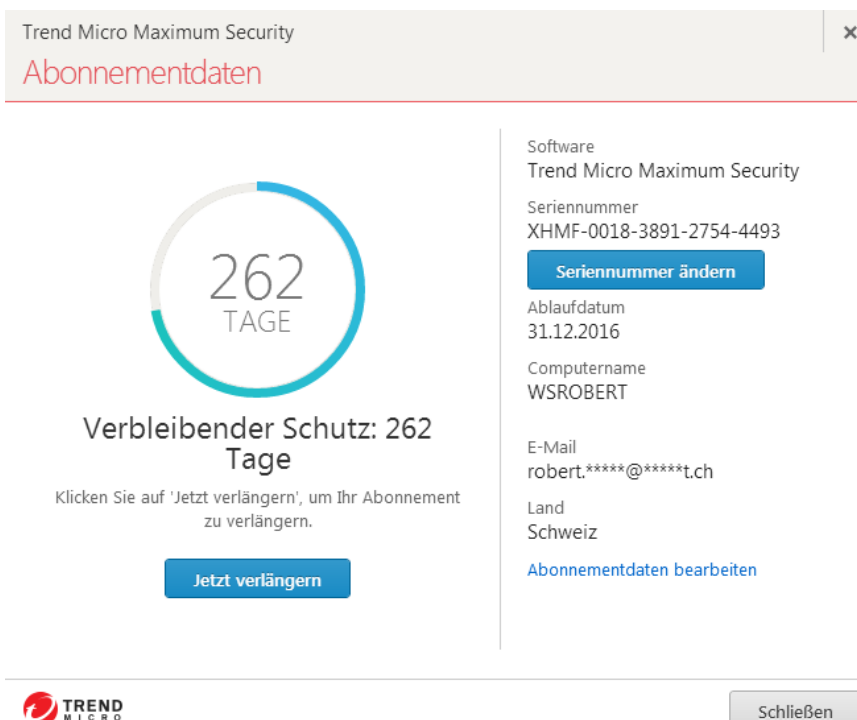 Trend Micro Maximum Security
Abonnementdaten
262
TAGE
Verbleibender Schutz: 262
Tage
Klicken Sie auf 'Jetzt verlängern', um Ihr Abonnement
zu verlängern.
Jetzt verlängern
Software
Trend Micro Maximum Security
Seriennummer
XHMF-0018-3891-2754-4493
Seriennummer ändern
Ablaufdatum
31.12.2016
Computername
WSROBERT
E-Mail
robert.*****@*****t.ch
Land
Schweiz
Abonnementdaten bearbeiten
TREND
MICRO
Schließen